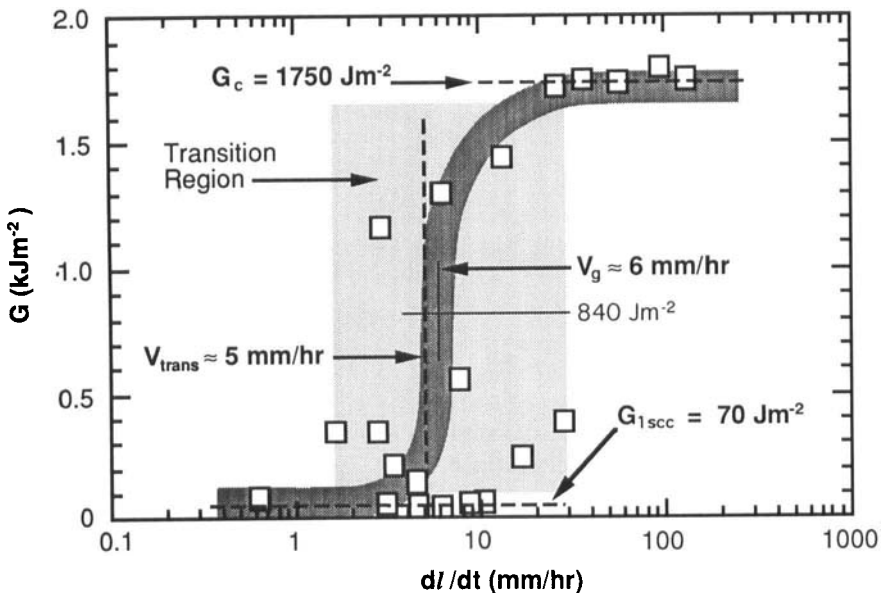 2.0
G_c = 1750 Jm⁻²
1.5
Transition
Region
G (kJm⁻²)
1.0
V_g ≈ 6 mm/hr
840 Jm⁻²
V_trans ≈ 5 mm/hr
0.5
G_1scc = 70 Jm⁻²
0
0.1
1
10
100
1000
dl/dt (mm/hr)